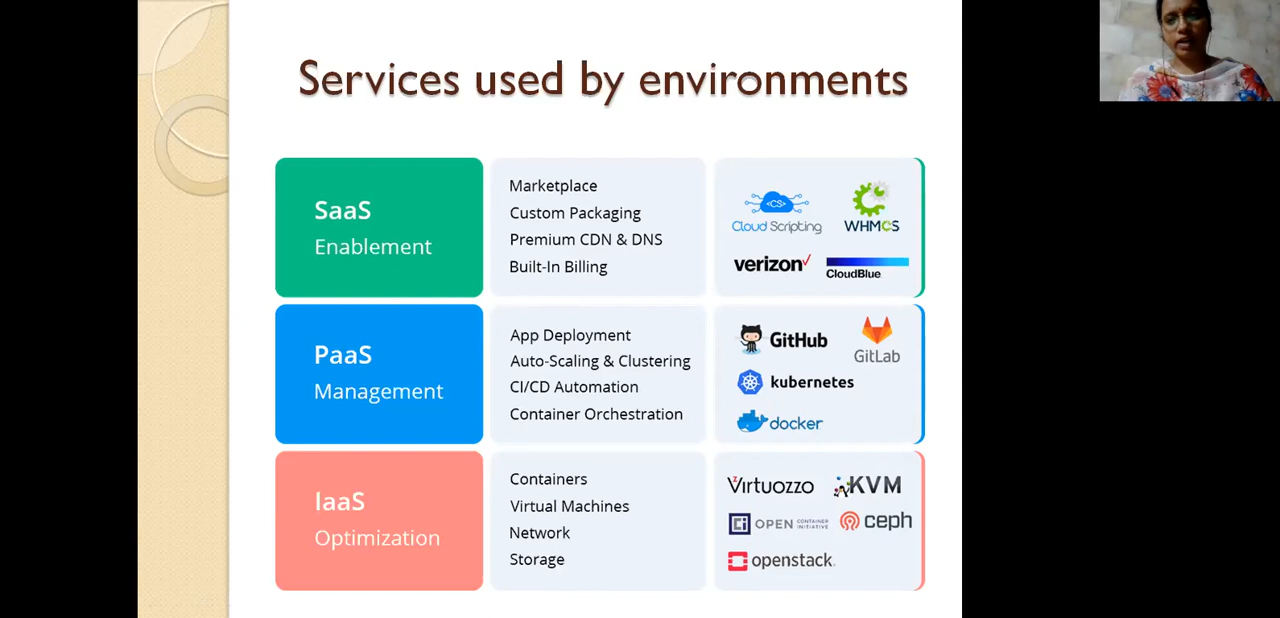 Services used by environments
SaaS
Enablement
Marketplace
Custom Packaging
Premium CDN & DNS
Built-In Billing
<CS>
Cloud Scripting
WHMCS
verizon
CloudBlue
PaaS
Management
App Deployment
Auto-Scaling & Clustering
CI/CD Automation
Container Orchestration
GitHub
GitLab
kubernetes
docker
IaaS
Optimization
Containers
Virtual Machines
Network
Storage
Virtuozzo
KVM
OPEN CONTAINER
INITIATIVE
ceph
openstack.